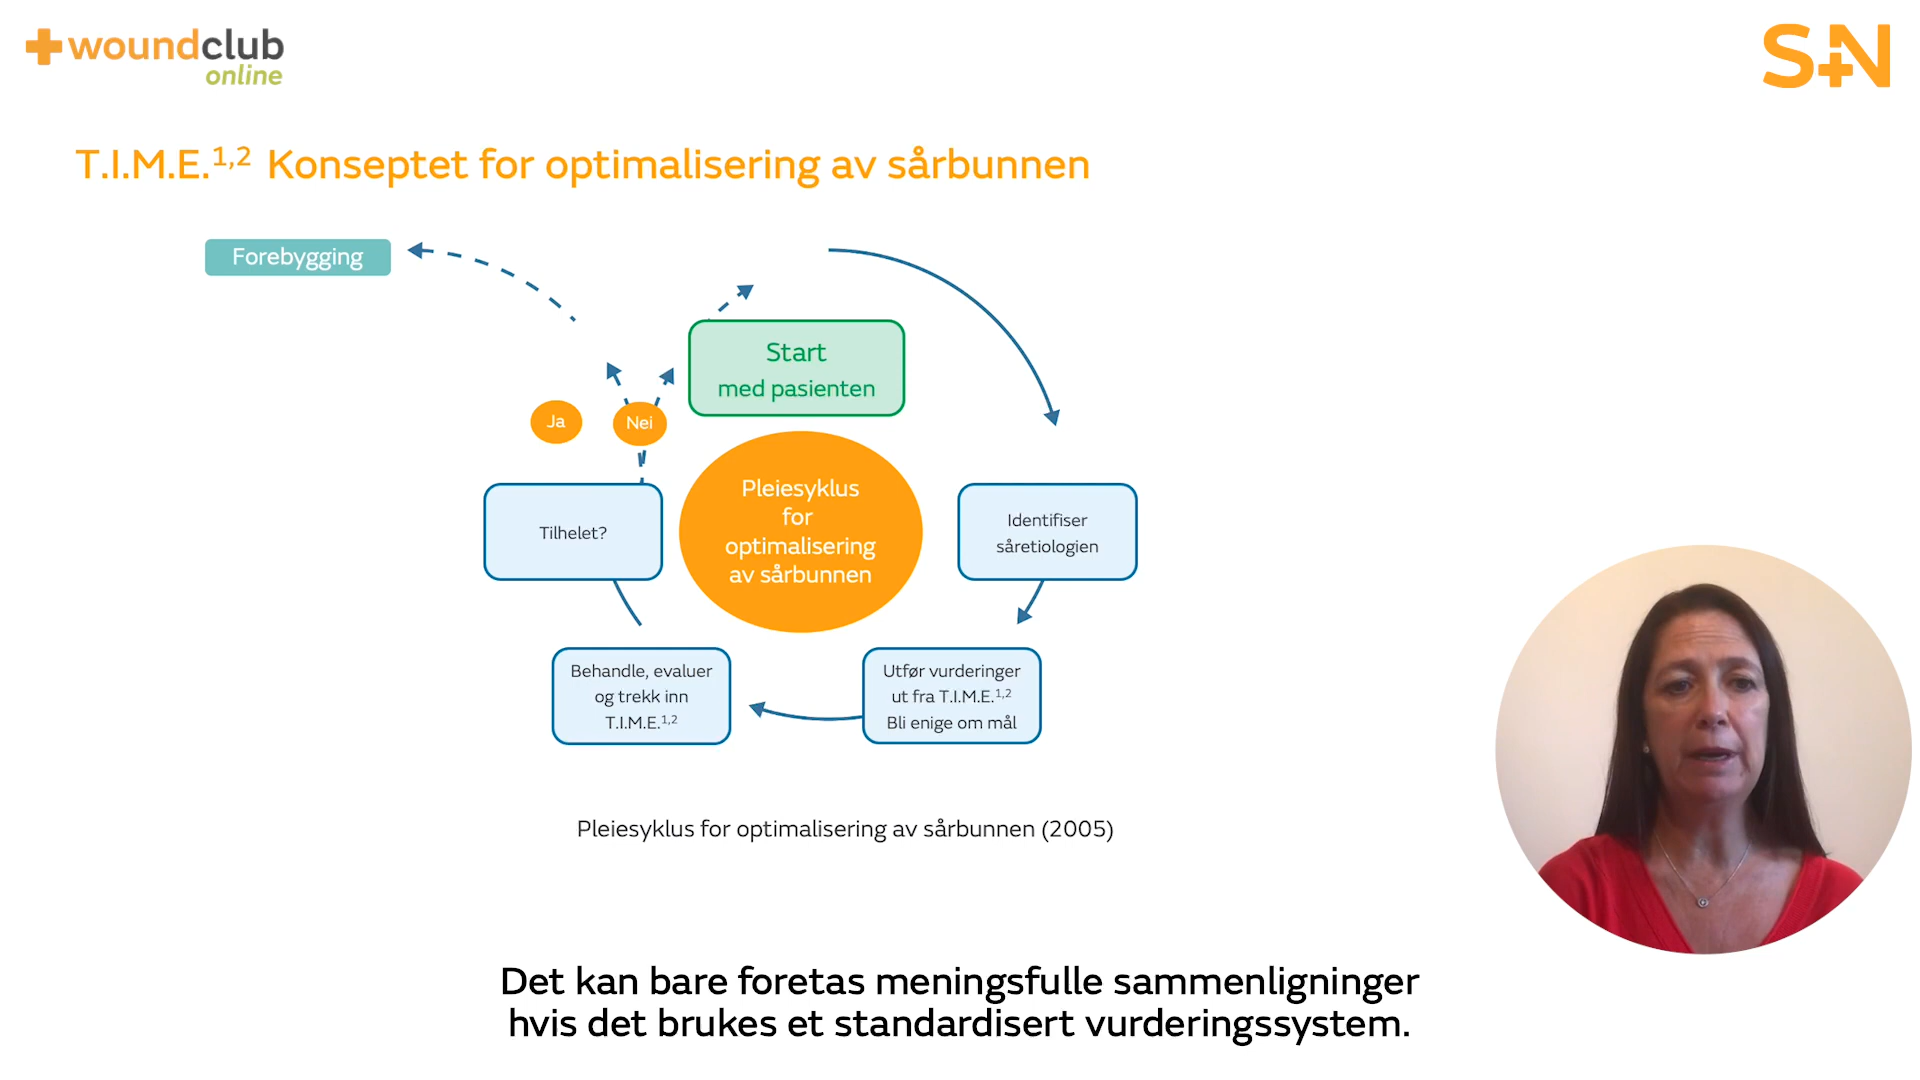 woundclub
online
S+N
T.I.M.E.1,2 Konseptet for optimalisering av sårbunnen
Forebygging
Start
med pasienten
Ja
Nei
Pleiesyklus
for
optimalisering
av sårbunnen
Tilhelet?
Identifiser
såretiologien
Behandle, evaluer
og trekk inn
T.I.M.E.1,2
Utfør vurderinger
ut fra T.I.M.E.1,2
Bli enige om mål
Pleiesyklus for optimalisering av sårbunnen (2005)
Det kan bare foretas meningsfulle sammenligninger
hvis det brukes et standardisert vurderingssystem.